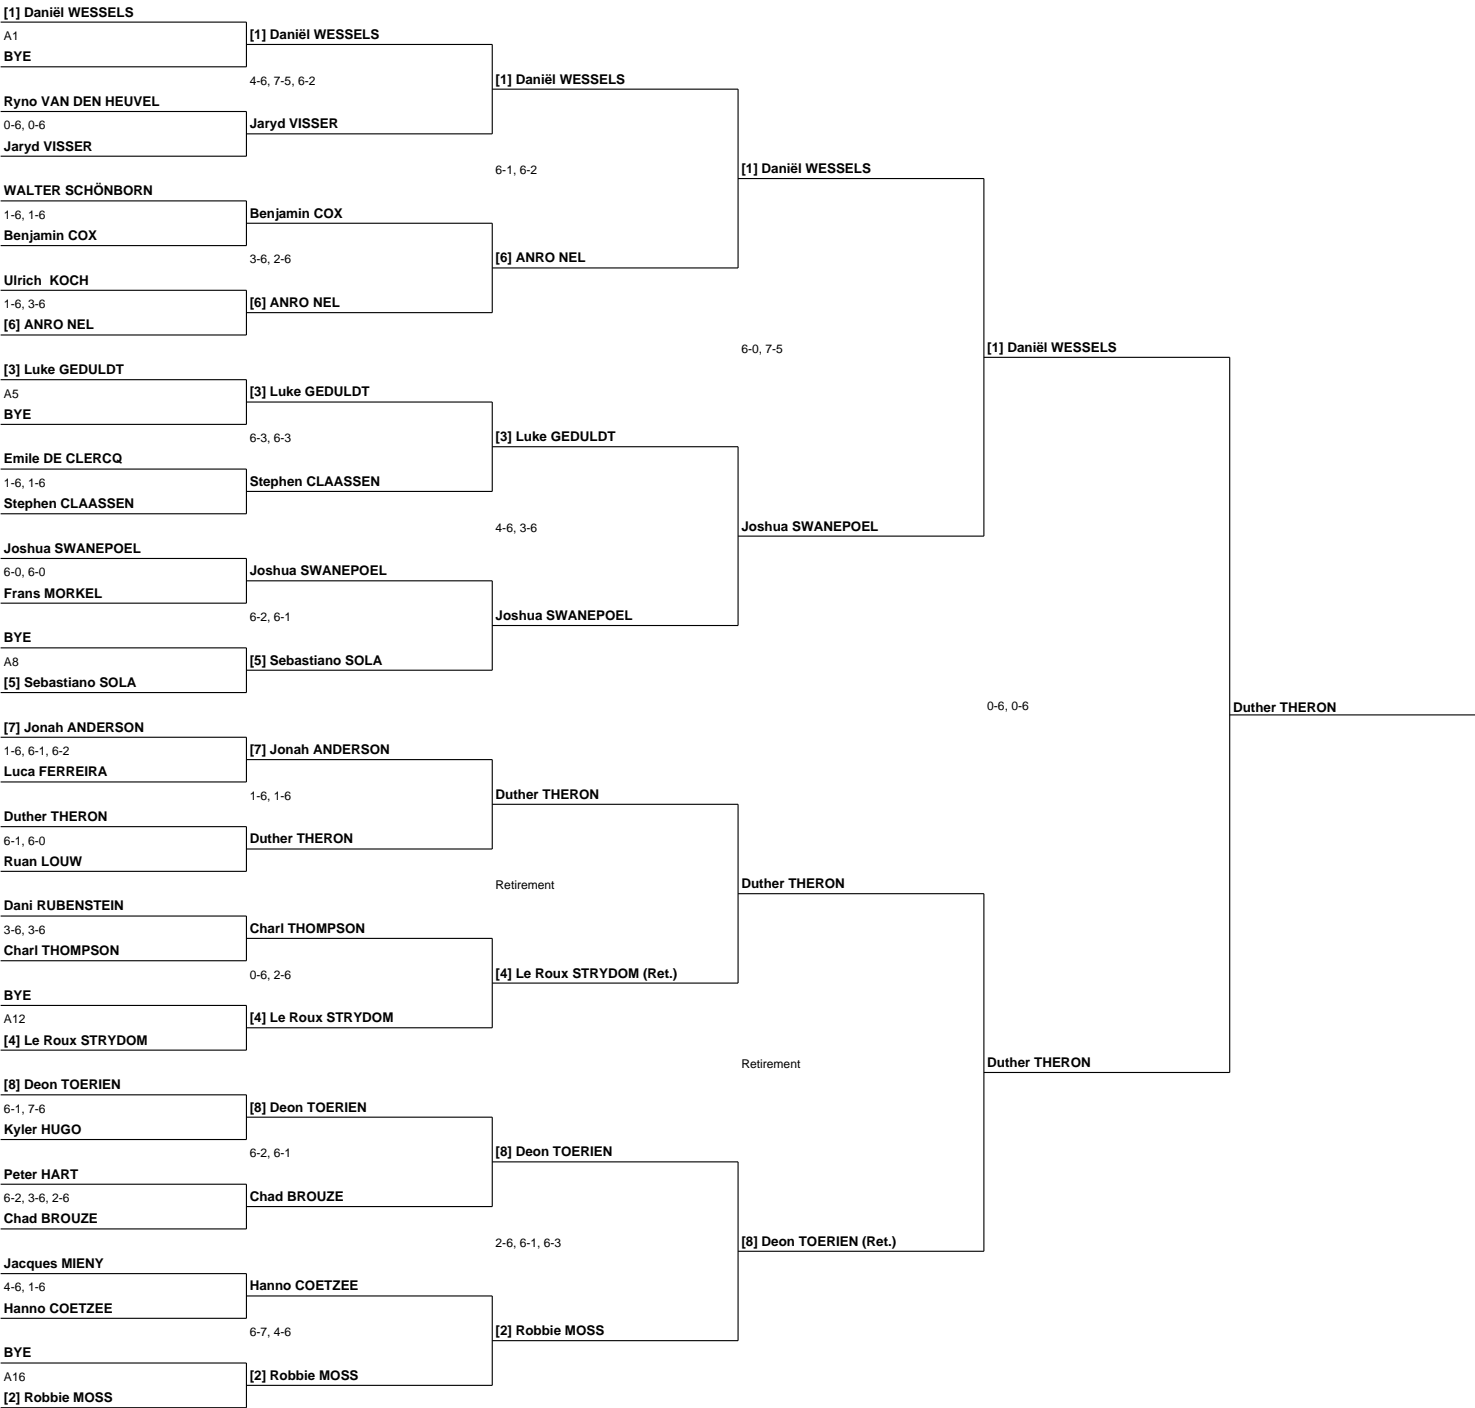 [1] Daniël WESSELS
A1
BYE
Ryno VAN DEN HEUVEL
0-6, 0-6
Jaryd VISSER
WALTER SCHÖNBORN
1-6, 1-6
Benjamin COX
Ulrich  KOCH
1-6, 3-6
[6] ANRO NEL
[3] Luke GEDULDT
A5
BYE
Emile DE CLERCQ
1-6, 1-6
Stephen CLAASSEN
Joshua SWANEPOEL
6-0, 6-0
Frans MORKEL
BYE
A8
[5] Sebastiano SOLA
[7] Jonah ANDERSON
1-6, 6-1, 6-2
Luca FERREIRA
Duther THERON
6-1, 6-0
Ruan LOUW
Dani RUBENSTEIN
3-6, 3-6
Charl THOMPSON
BYE
A12
[4] Le Roux STRYDOM
[8] Deon TOERIEN
6-1, 7-6
Kyler HUGO
Peter HART
6-2, 3-6, 2-6
Chad BROUZE
Jacques MIENY
4-6, 1-6
Hanno COETZEE
BYE
A16
[2] Robbie MOSS
[1] Daniël WESSELS
4-6, 7-5, 6-2
Jaryd VISSER
Benjamin COX
3-6, 2-6
[6] ANRO NEL
[3] Luke GEDULDT
6-3, 6-3
Stephen CLAASSEN
Joshua SWANEPOEL
6-2, 6-1
[5] Sebastiano SOLA
[7] Jonah ANDERSON
1-6, 1-6
Duther THERON
Charl THOMPSON
0-6, 2-6
[4] Le Roux STRYDOM
[8] Deon TOERIEN
6-2, 6-1
Chad BROUZE
Hanno COETZEE
6-7, 4-6
[2] Robbie MOSS
[1] Daniël WESSELS
6-1, 6-2
[6] ANRO NEL
[3] Luke GEDULDT
4-6, 3-6
Joshua SWANEPOEL
Duther THERON
Retirement
[4] Le Roux STRYDOM (Ret.)
[8] Deon TOERIEN
2-6, 6-1, 6-3
[2] Robbie MOSS
[1] Daniël WESSELS
6-0, 7-5
Joshua SWANEPOEL
Duther THERON
Retirement
[8] Deon TOERIEN (Ret.)
[1] Daniël WESSELS
0-6, 0-6
Duther THERON
Duther THERON